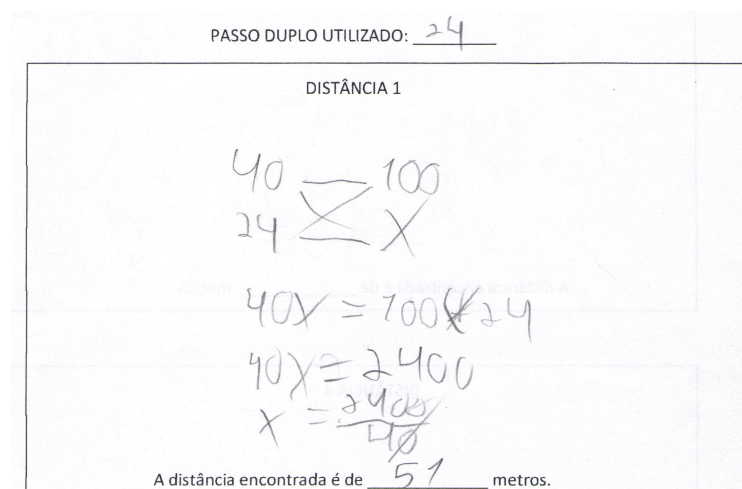 PASSO DUPLO UTILIZADO: 24
DISTÂNCIA 1
40 — 100
24 — X
40X = 100 X 24
40X = 2400
X = 2400/40
A distância encontrada é de 51 metros.